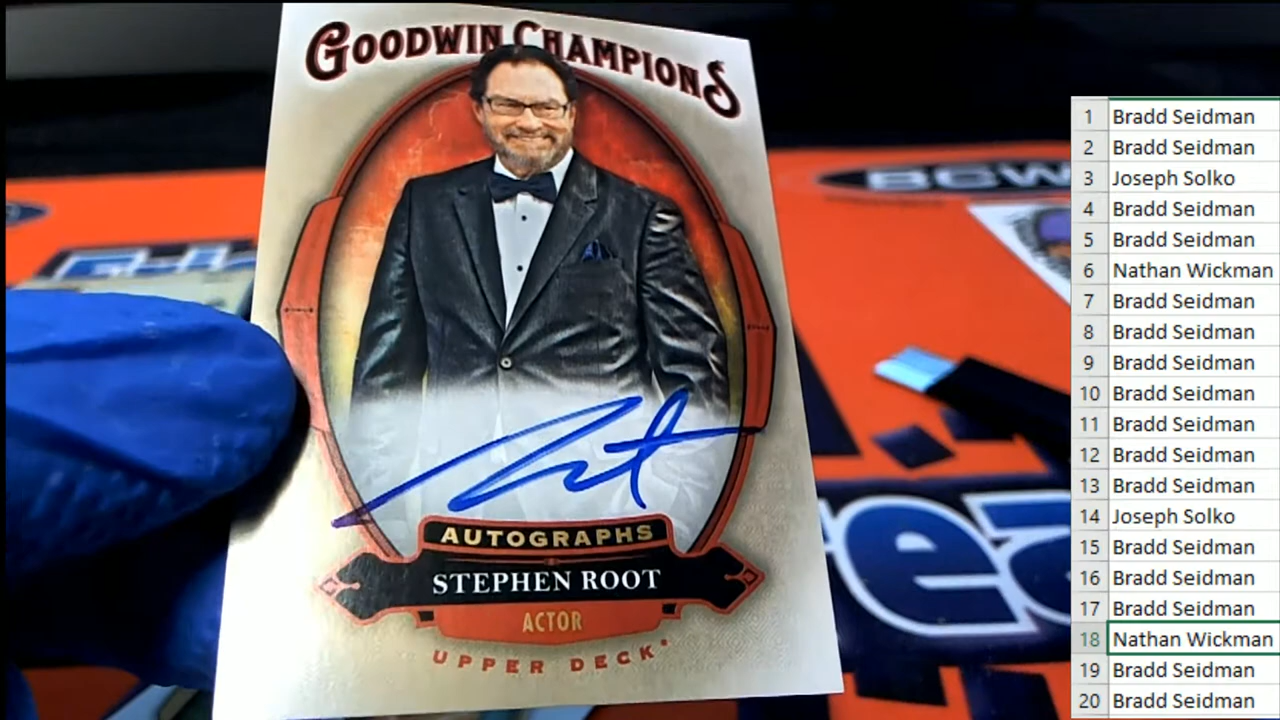 GOODWIN CHAMPIONS
AUTOGRAPHS
STEPHEN ROOT
ACTOR
UPPER DECK
BCW
1 Bradd Seidman
2 Bradd Seidman
3 Joseph Solko
4 Bradd Seidman
5 Bradd Seidman
6 Nathan Wickman
7 Bradd Seidman
8 Bradd Seidman
9 Bradd Seidman
10 Bradd Seidman
11 Bradd Seidman
12 Bradd Seidman
13 Bradd Seidman
14 Joseph Solko
15 Bradd Seidman
16 Bradd Seidman
17 Bradd Seidman
18 Nathan Wickman
19 Bradd Seidman
20 Bradd Seidman